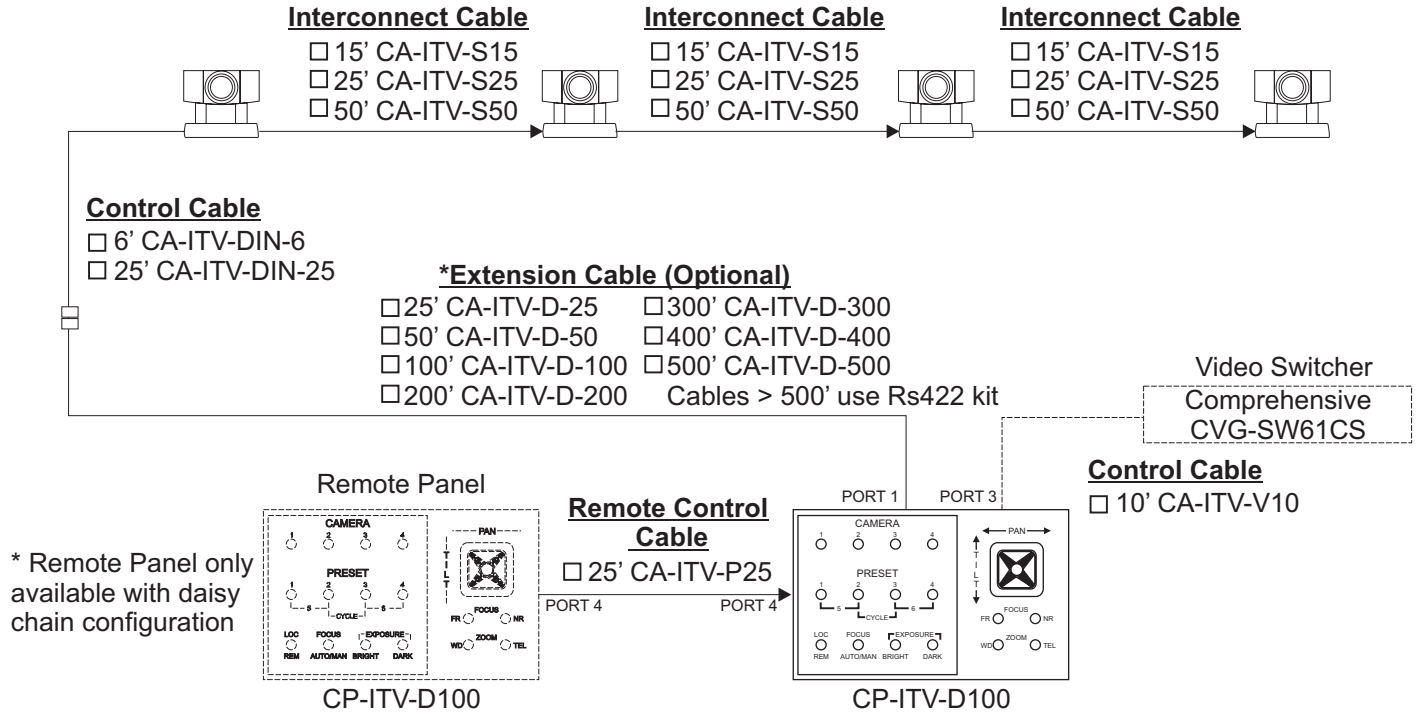 Interconnect Cable
☐ 15’ CA-ITV-S15
☐ 25’ CA-ITV-S25
☐ 50’ CA-ITV-S50
Interconnect Cable
☐ 15’ CA-ITV-S15
☐ 25’ CA-ITV-S25
☐ 50’ CA-ITV-S50
Interconnect Cable
☐ 15’ CA-ITV-S15
☐ 25’ CA-ITV-S25
☐ 50’ CA-ITV-S50
Control Cable
☐ 6’ CA-ITV-DIN-6
☐ 25’ CA-ITV-DIN-25
*Extension Cable (Optional)
☐ 25’ CA-ITV-D-25 ☐ 300’ CA-ITV-D-300
☐ 50’ CA-ITV-D-50 ☐ 400’ CA-ITV-D-400
☐ 100’ CA-ITV-D-100 ☐ 500’ CA-ITV-D-500
☐ 200’ CA-ITV-D-200 Cables > 500’ use Rs422 kit
Video Switcher
Comprehensive
CVG-SW61CS
Control Cable
☐ 10’ CA-ITV-V10
* Remote Panel only
available with daisy
chain configuration
Remote Panel
CAMERA
1 2 3 4
PRESET
1 2 3 4
5 6
CYCLE
LOC FOCUS EXPOSURE
REM AUTO/MAN BRIGHT DARK
PAN
TILT
FOCUS
FR NR
ZOOM
WD TEL
CP-ITV-D100
Remote Control
Cable
☐ 25’ CA-ITV-P25
PORT 4 PORT 4
PORT 1 PORT 3
CAMERA
1 2 3 4
PRESET
1 2 3 4
5 6
CYCLE
LOC FOCUS EXPOSURE
REM AUTO/MAN BRIGHT DARK
PAN
TILT
FOCUS
FR NR
ZOOM
WD TEL
CP-ITV-D100